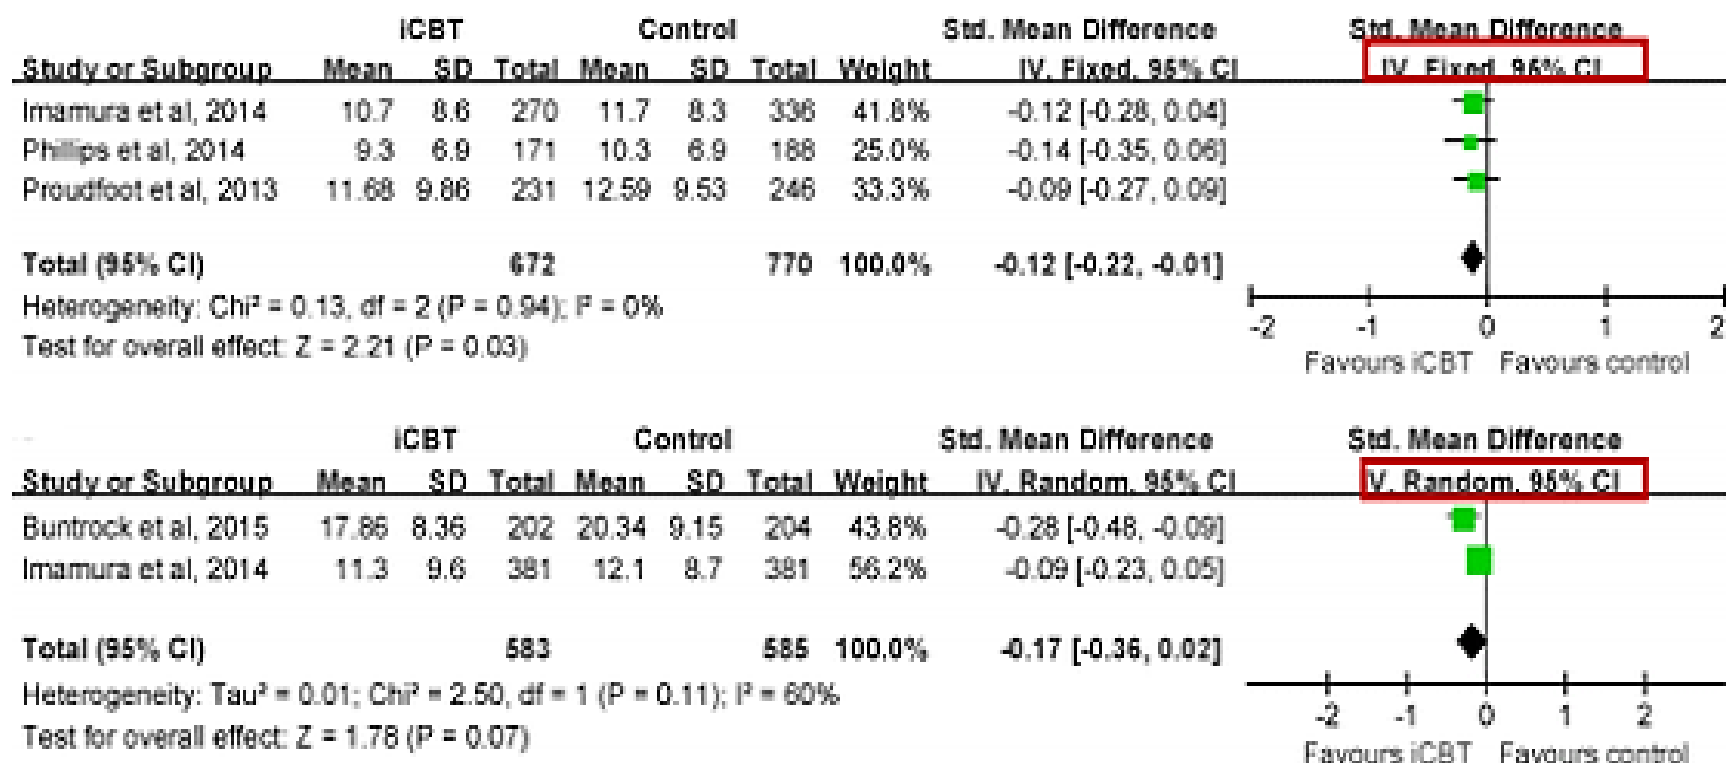 iCBT Control Std. Mean Difference Std. Mean Difference
Study or Subgroup Mean SD Total Mean SD Total Weight IV, Fixed, 95% CI IV, Fixed, 95% CI
Imamura et al, 2014 10.7 8.6 270 11.7 8.3 336 41.8% -0.12 [-0.28, 0.04]
Phillips et al, 2014 9.3 6.9 171 10.3 6.9 188 25.0% -0.14 [-0.35, 0.06]
Proudfoot et al, 2013 11.68 9.86 231 12.59 9.53 246 33.3% -0.09 [-0.27, 0.09]
Total (95% CI) 672 770 100.0% -0.12 [-0.22, -0.01]
Heterogeneity: Chi² = 0.13, df = 2 (P = 0.94); I² = 0%
Test for overall effect: Z = 2.21 (P = 0.03)
-2 -1 0 1 2
Favours iCBT Favours control
iCBT Control Std. Mean Difference Std. Mean Difference
Study or Subgroup Mean SD Total Mean SD Total Weight IV, Random, 95% CI V, Random, 95% CI
Buntrock et al, 2015 17.86 8.36 202 20.34 9.15 204 43.8% -0.28 [-0.48, -0.09]
Imamura et al, 2014 11.3 9.6 381 12.1 8.7 381 56.2% -0.09 [-0.23, 0.05]
Total (95% CI) 583 585 100.0% -0.17 [-0.36, 0.02]
Heterogeneity: Tau² = 0.01; Chi² = 2.50, df = 1 (P = 0.11); I² = 60%
Test for overall effect: Z = 1.78 (P = 0.07)
-2 -1 0 1 2
Favours iCBT Favours control